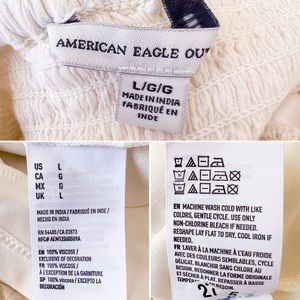 AMERICAN EAGLE OU
L/G/G
MADE IN INDIA
FABRIQUÉ EN
INDE
US L
CA G
MX G
UK L
MADE IN INDIA / FABRIQUÉ EN INDE /
HECHO EN INDIA
RN 54485/ CA 03873
EN 100% VISCOSE /
EXCLUSIVE OF DECORATION
FR 100% VISCOSE /
À L'EXCEPTION DE LA GARNITURE
SP 100% VISCOSA /
EXCEPTO LA
DECORACIÓN
EN MACHINE WASH COLD WITH LIKE
COLORS, GENTLE CYCLE. USE ONLY
NON-CHLORINE BLEACH IF NEEDED.
RESHAPE LAY FLAT TO DRY, COOL IRON IF
NEEDED.
FR LAVER À LA MACHINE À L'EAU FROIDE
AVEC DES COULEURS SEMBLABLES, CYCLE
DÉLICAT. BLANCHIR SANS CHLORE AU
BESOIN. REDONNER LA FORME ORIGINALE